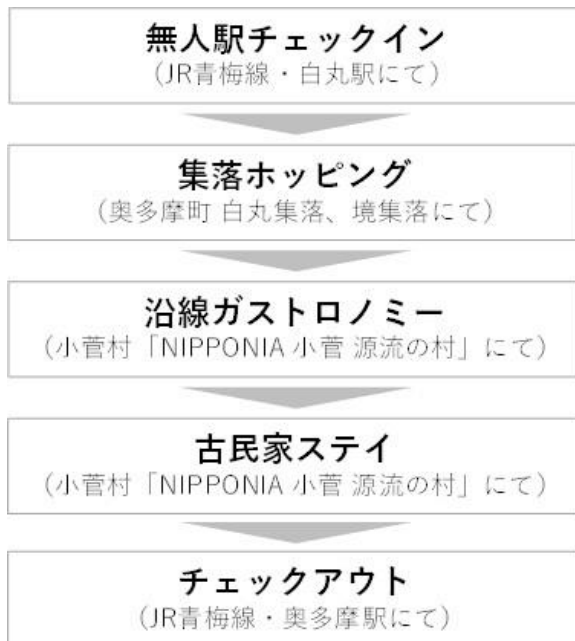 無人駅チェックイン
（JR青梅線・白丸駅にて）
集落ホッピング
（奥多摩町 白丸集落、境集落にて）
沿線ガストロノミー
（小菅村「NIPPONIA 小菅 源流の村」にて）
古民家ステイ
（小菅村「NIPPONIA 小菅 源流の村」にて）
チェックアウト
（JR青梅線・奥多摩駅にて）